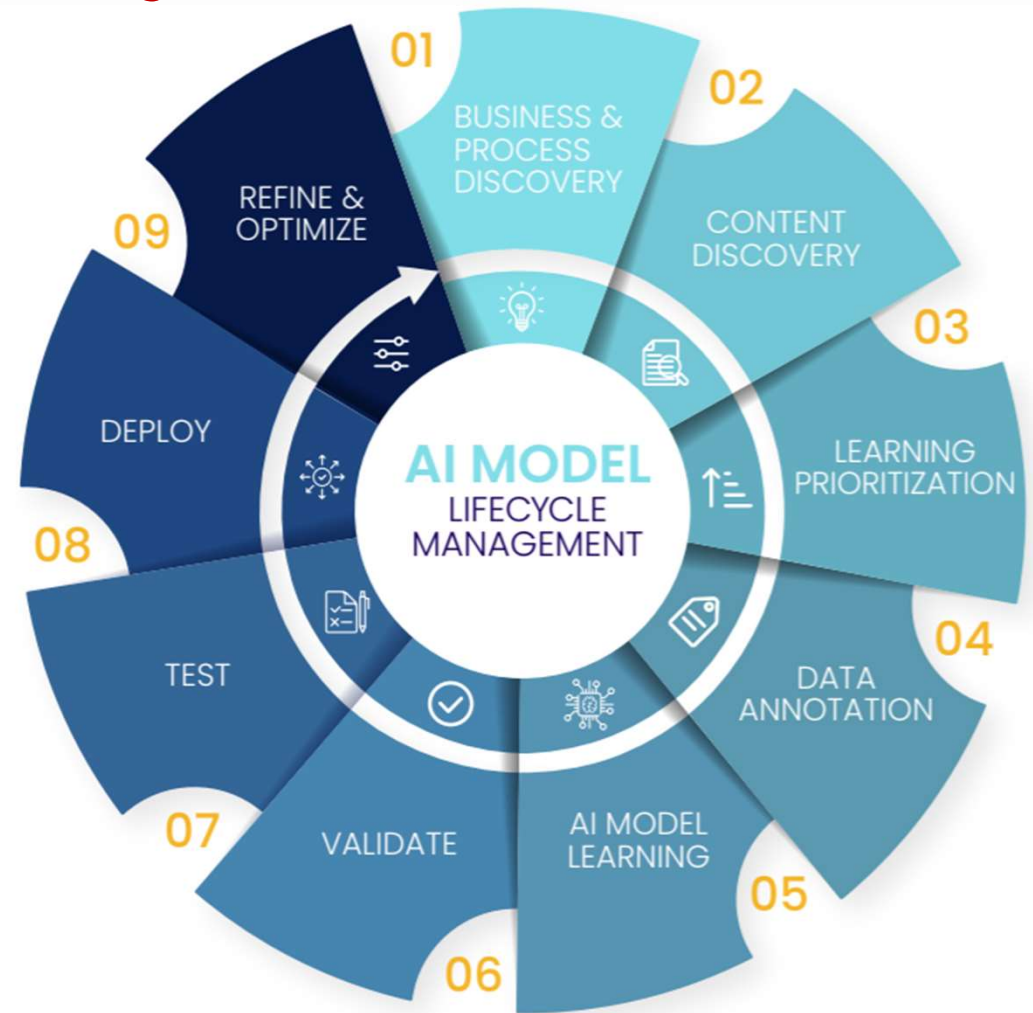 01
BUSINESS &
PROCESS
DISCOVERY
02
CONTENT
DISCOVERY
03
LEARNING
PRIORITIZATION
04
DATA
ANNOTATION
05
AI MODEL
LEARNING
06
VALIDATE
07
TEST
08
DEPLOY
09
REFINE &
OPTIMIZE
AI MODEL
LIFECYCLE
MANAGEMENT